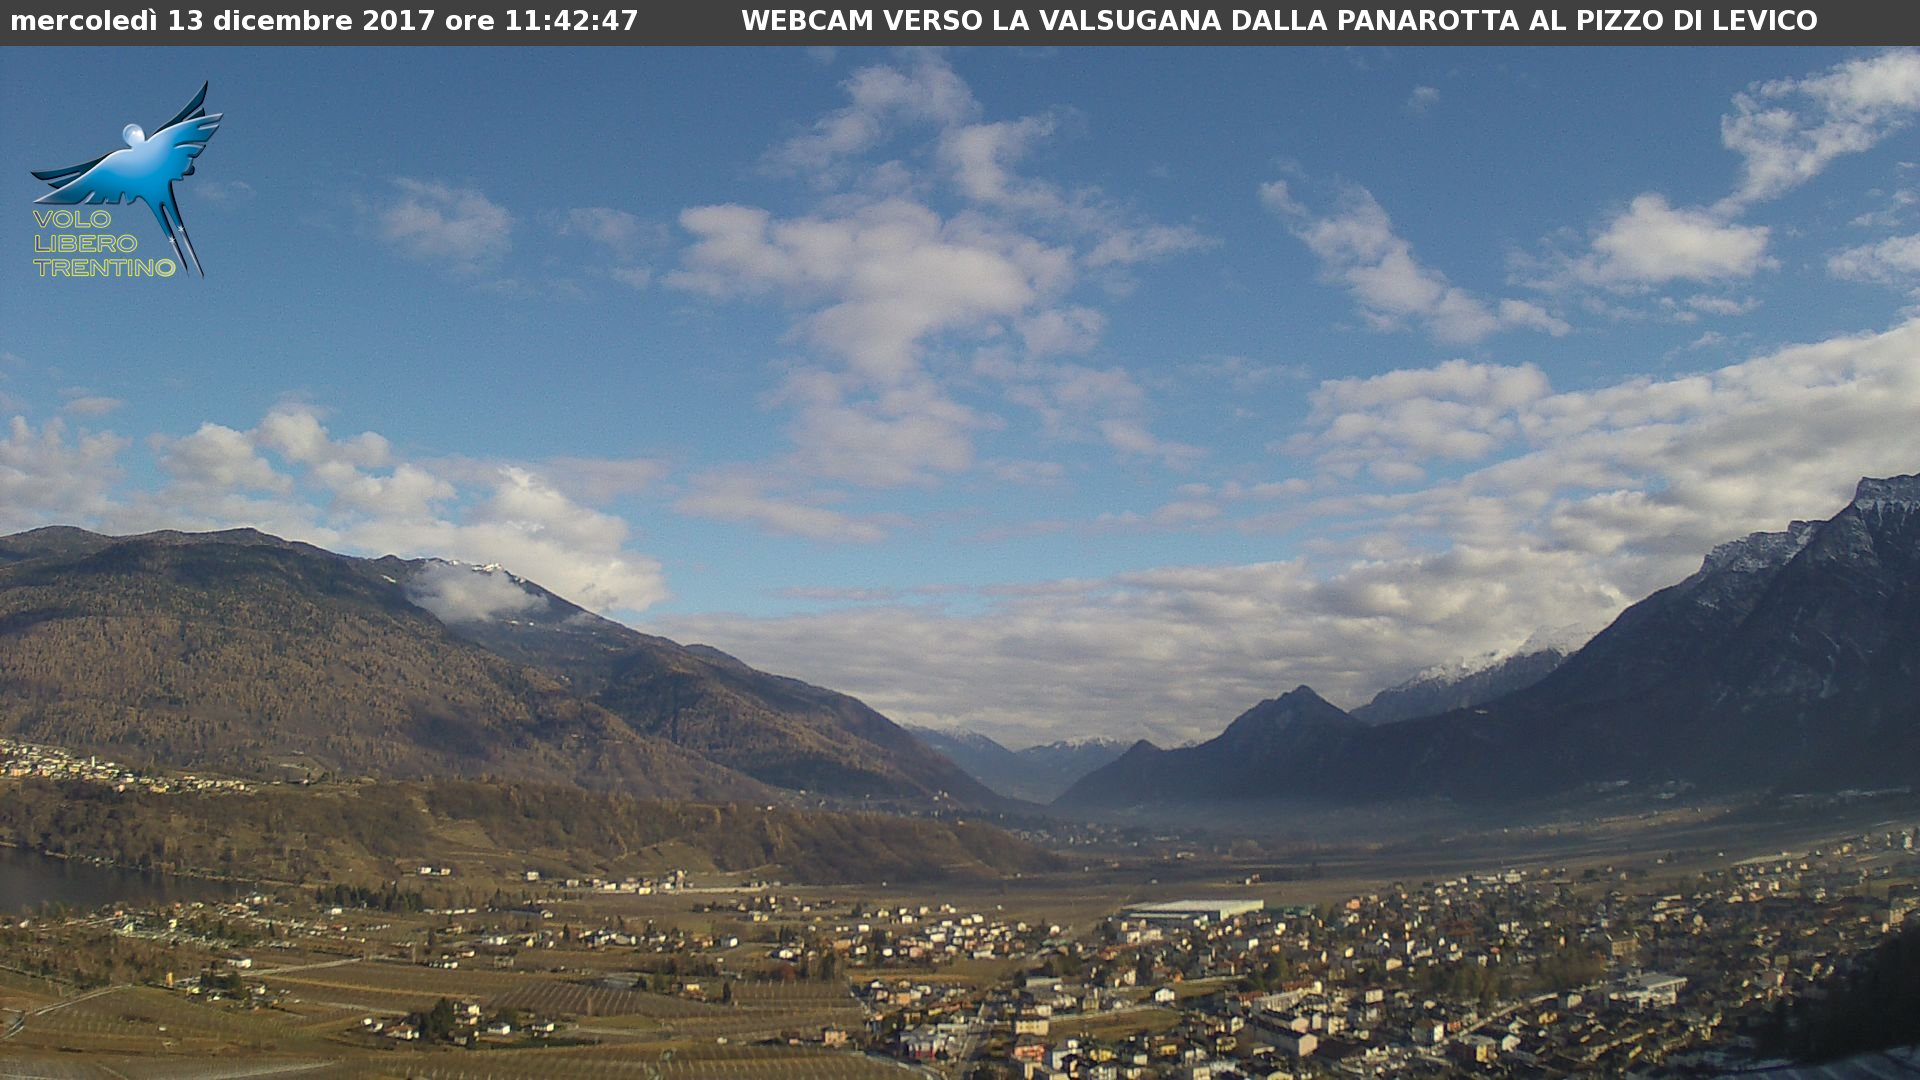 mercoledì 13 dicembre 2017 ore 11:42:47 WEBCAM VERSO LA VALSUGANA DALLA PANAROTTA AL PIZZO DI LEVICO
VOLO
LIBERO
TRENTINO